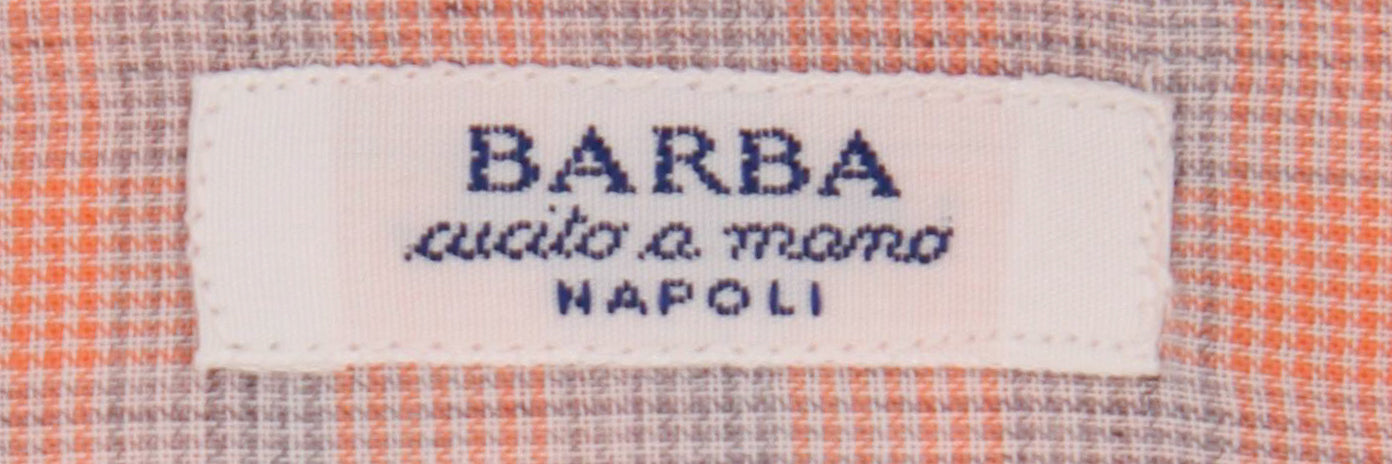 BARBA
cucito a mano
NAPOLI